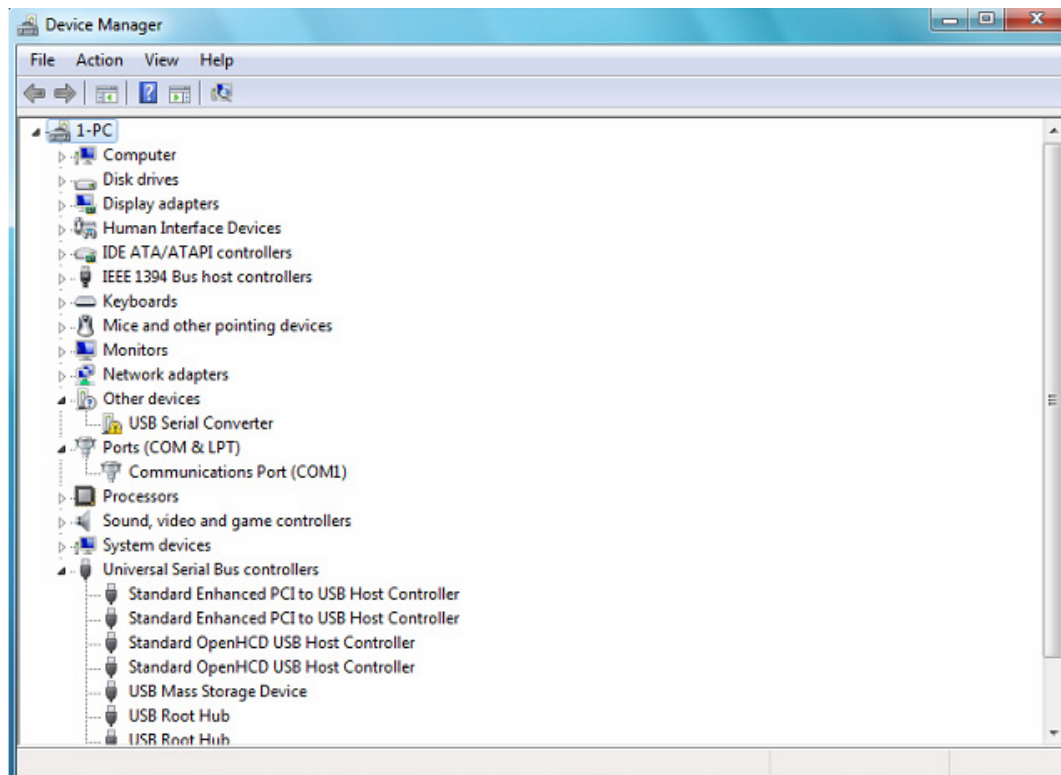 Device Manager
File Action View Help
1-PC
Computer
Disk drives
Display adapters
Human Interface Devices
IDE ATA/ATAPI controllers
IEEE 1394 Bus host controllers
Keyboards
Mice and other pointing devices
Monitors
Network adapters
Other devices
USB Serial Converter
Ports (COM & LPT)
Communications Port (COM1)
Processors
Sound, video and game controllers
System devices
Universal Serial Bus controllers
Standard Enhanced PCI to USB Host Controller
Standard Enhanced PCI to USB Host Controller
Standard OpenHCD USB Host Controller
Standard OpenHCD USB Host Controller
USB Mass Storage Device
USB Root Hub
USB Root Hub